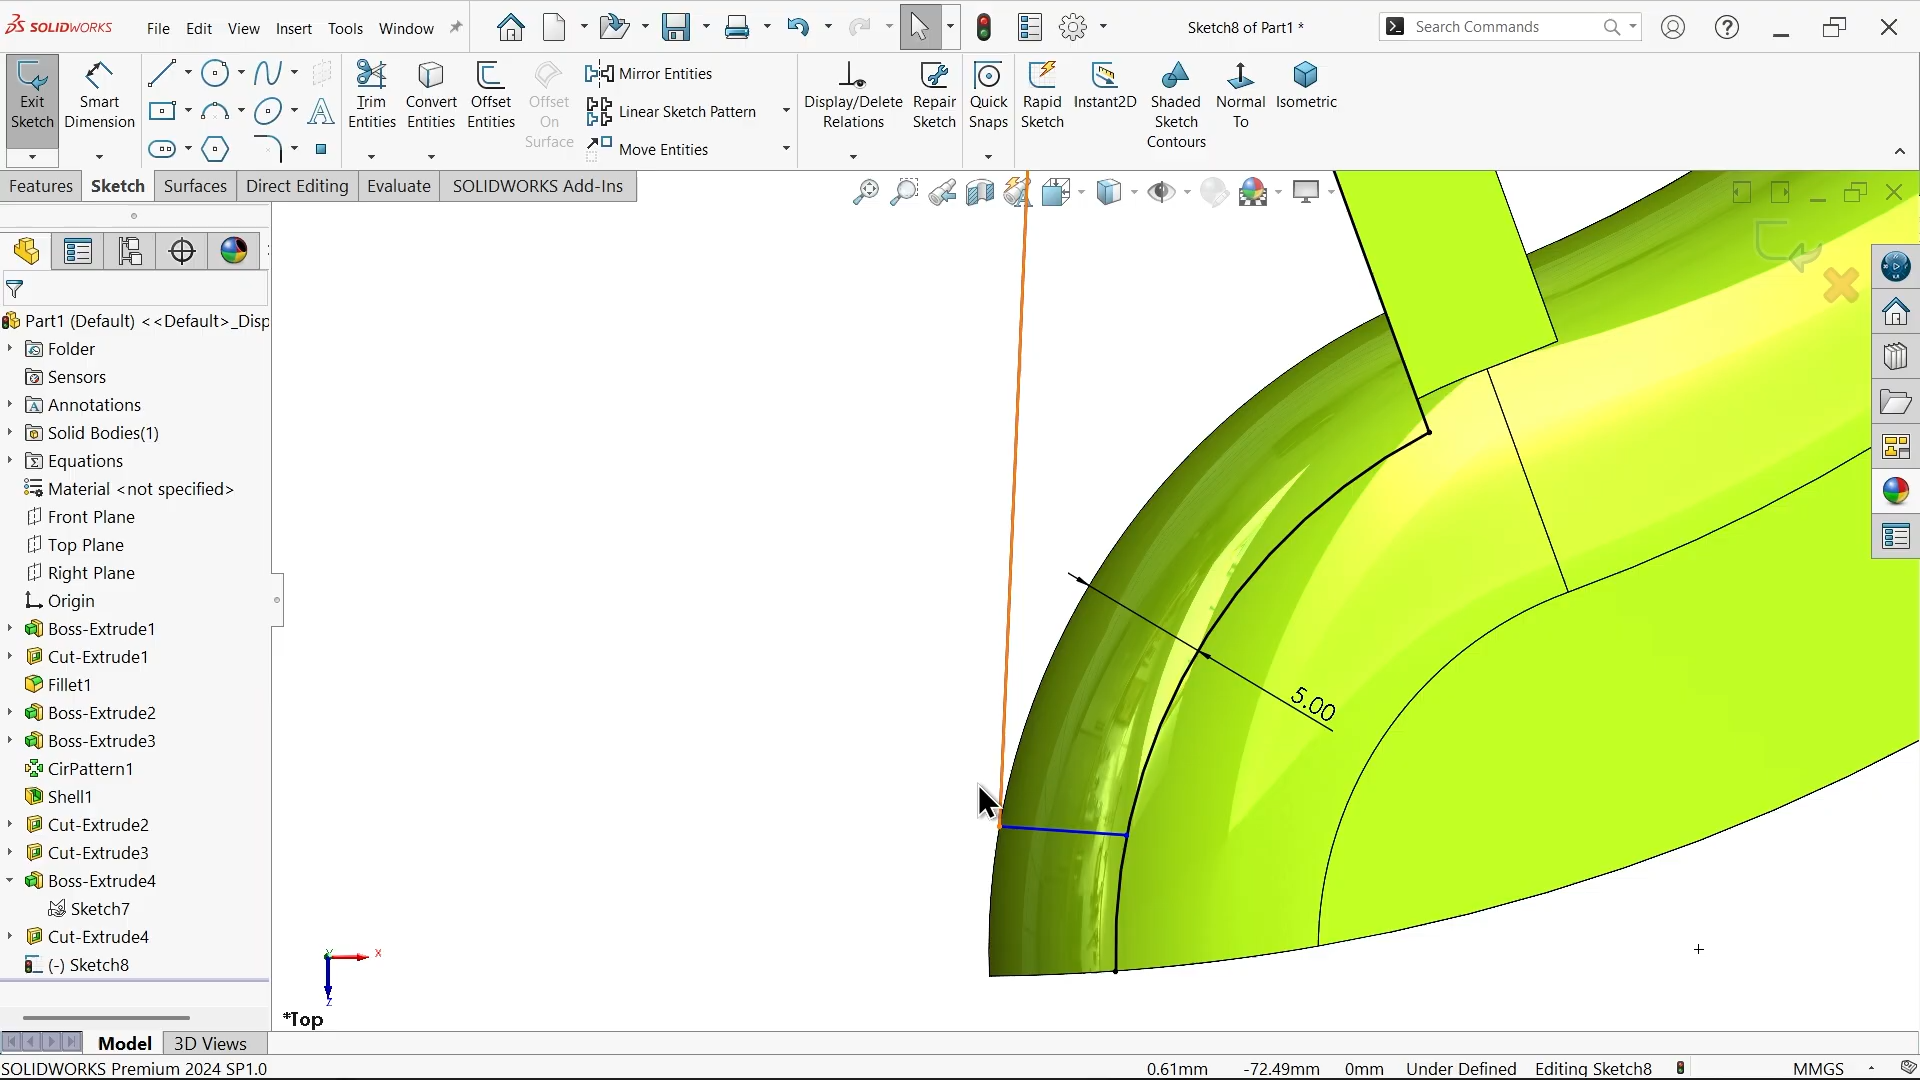 SOLIDWORKS File Edit View Insert Tools Window Sketch8 of Part1 * Search Commands
Exit Sketch
Smart Dimension
Trim Entities
Convert Entities
Offset Entities
Offset On Surface
Mirror Entities
Linear Sketch Pattern
Move Entities
Display/Delete Relations
Repair Sketch
Quick Snaps
Rapid Sketch
Instant2D
Shaded Sketch Contours
Normal To
Isometric
Features Sketch Surfaces Direct Editing Evaluate SOLIDWORKS Add-Ins
Part1 (Default) <<Default>_Disp
Folder
Sensors
Annotations
Solid Bodies(1)
Equations
Material <not specified>
Front Plane
Top Plane
Right Plane
Origin
Boss-Extrude1
Cut-Extrude1
Fillet1
Boss-Extrude2
Boss-Extrude3
CirPattern1
Shell1
Cut-Extrude2
Cut-Extrude3
Boss-Extrude4
Sketch7
Cut-Extrude4
(-) Sketch8
5.00
Y
X
Z
*Top
Model 3D Views
SOLIDWORKS Premium 2024 SP1.0 0.61mm -72.49mm 0mm Under Defined Editing Sketch8 MMGS